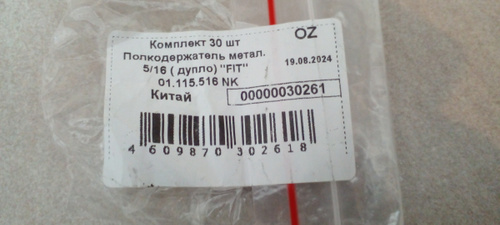 OZ
Комплект 30 шт
Полкодержатель метал.
5/16 ( дупло) "FIT"
19.08.2024
01.115.516 NK
Китай
00000030261
4 609870 302618